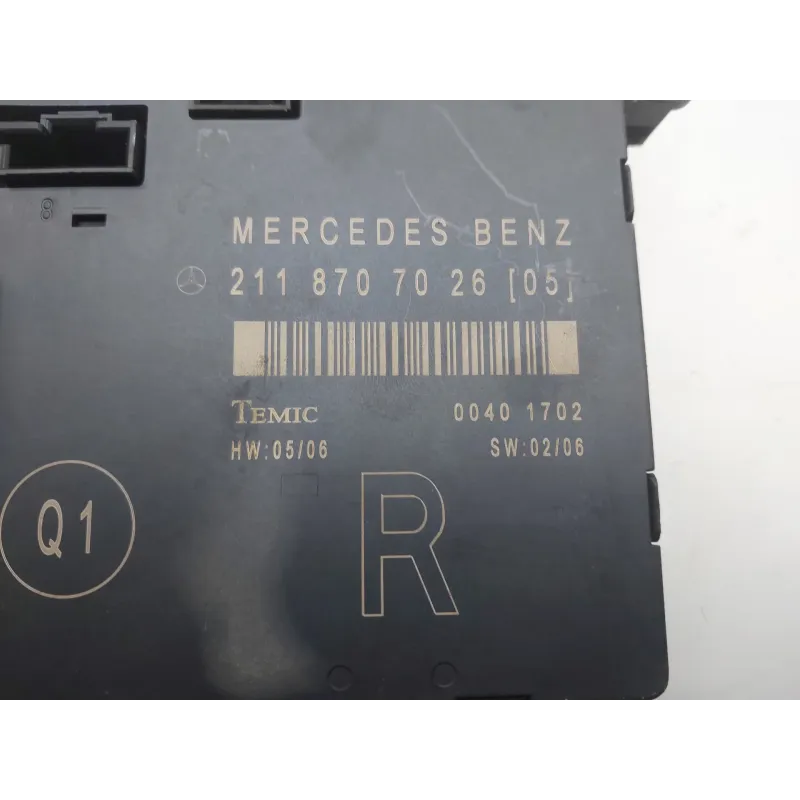 MERCEDES BENZ
211 870 70 26 [05]
TEMIC 0040 1702
HW:05/06 SW:02/06
Q1
R